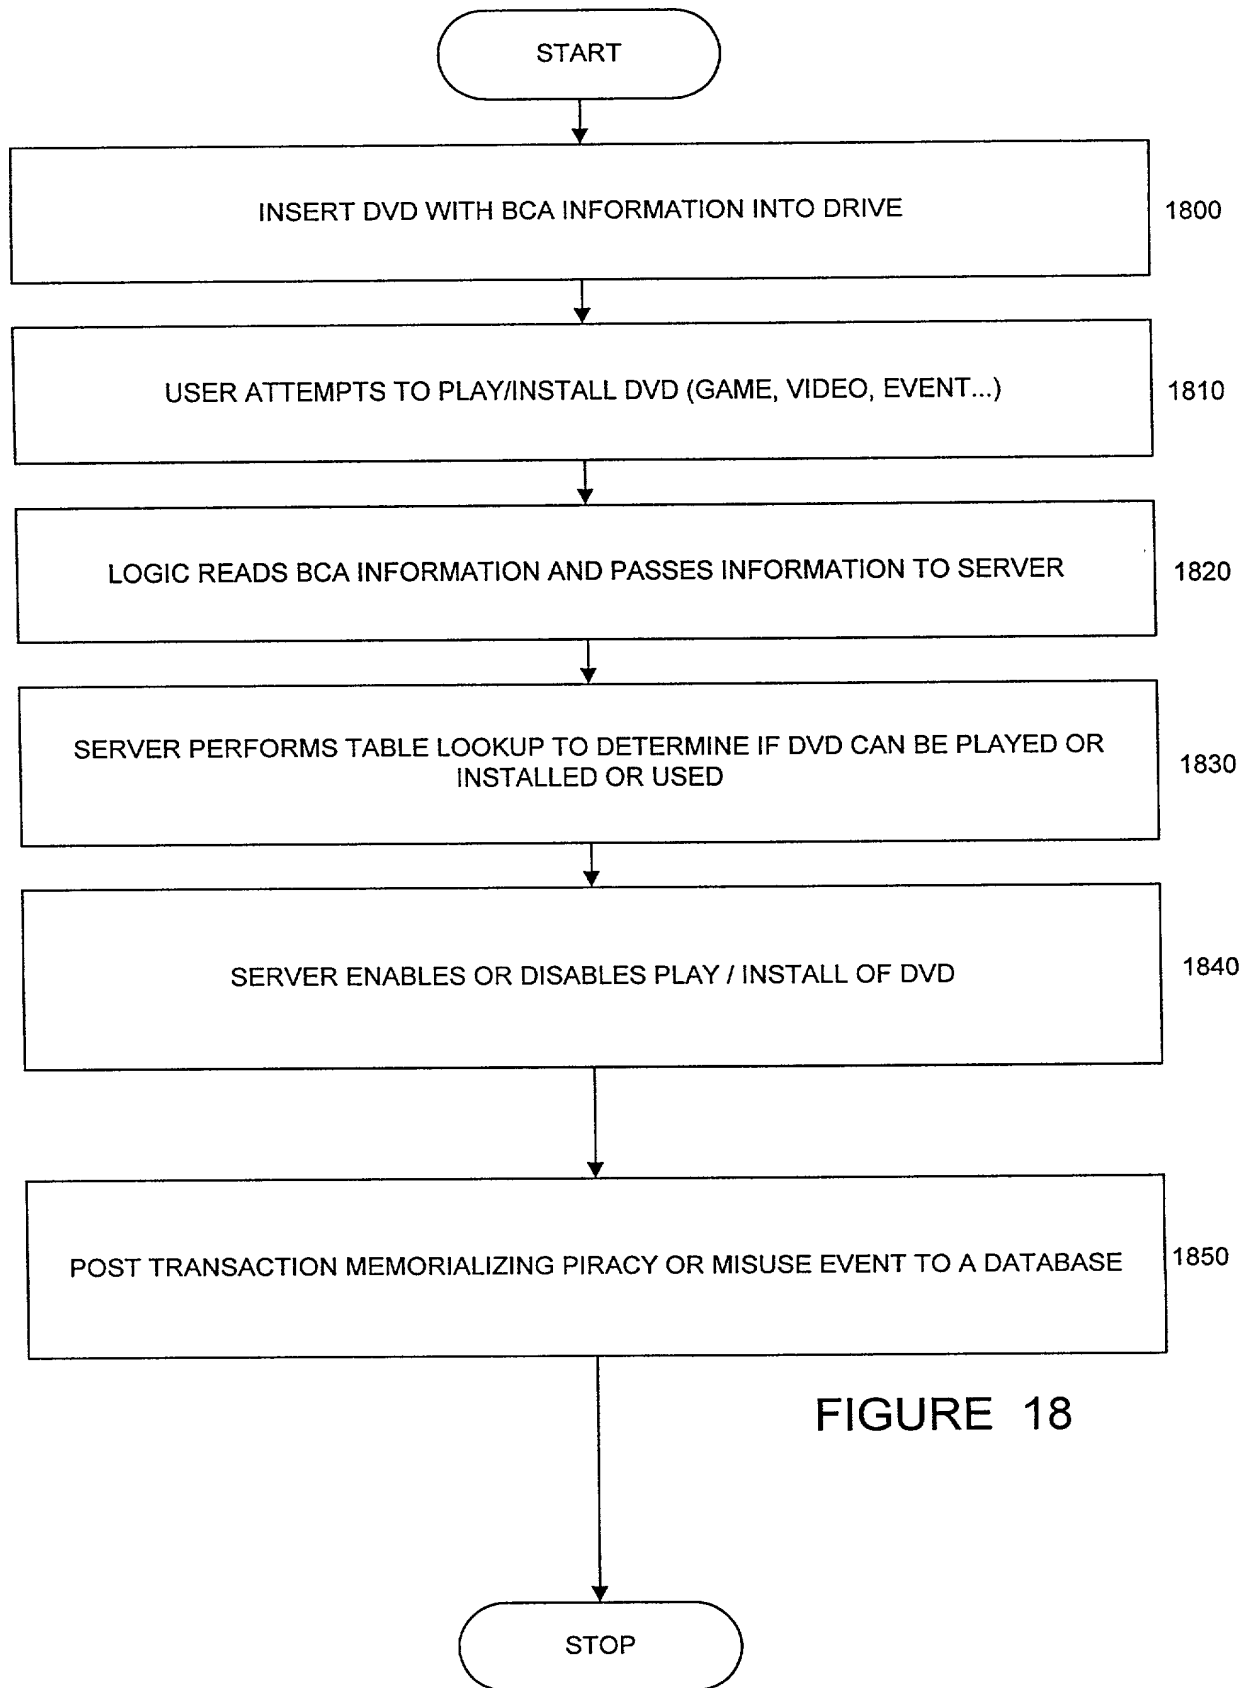 START
INSERT DVD WITH BCA INFORMATION INTO DRIVE
1800
USER ATTEMPTS TO PLAY/INSTALL DVD (GAME, VIDEO, EVENT...)
1810
LOGIC READS BCA INFORMATION AND PASSES INFORMATION TO SERVER
1820
SERVER PERFORMS TABLE LOOKUP TO DETERMINE IF DVD CAN BE PLAYED OR
INSTALLED OR USED
1830
SERVER ENABLES OR DISABLES PLAY / INSTALL OF DVD
1840
POST TRANSACTION MEMORIALIZING PIRACY OR MISUSE EVENT TO A DATABASE
1850
FIGURE 18
STOP